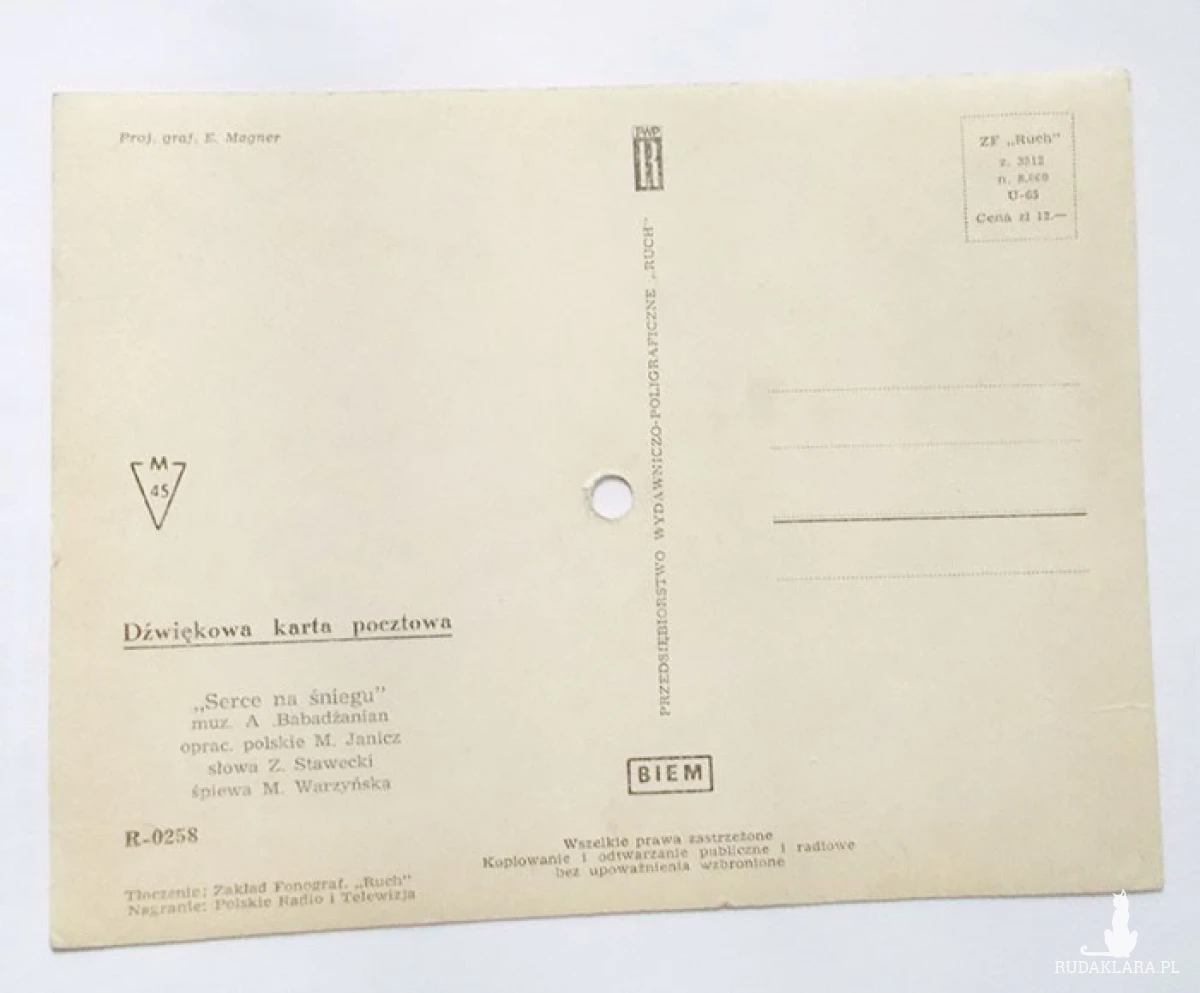 Proj. graf. E. Magner
PWP
R
ZF „Ruch”
z. 3512
n. 8.000
U-65
Cena zł 12.—
PRZEDSIĘBIORSTWO WYDAWNICZO-POLIGRAFICZNE „RUCH”
M
45
Dźwiękowa karta pocztowa
„Serce na śniegu”
muz. A .Babadżanian
oprac. polskie M. Janicz
słowa Z. Stawecki
śpiewa M. Warzyńska
R-0258
Tłoczenie: Zakład Fonograf. „Ruch”
Nagranie: Polskie Radio i Telewizja
BIEM
Wszelkie prawa zastrzeżone
Kopiowanie i odtwarzanie publiczne i radiowe
bez upoważnienia wzbronione
RUDAKLARA.PL